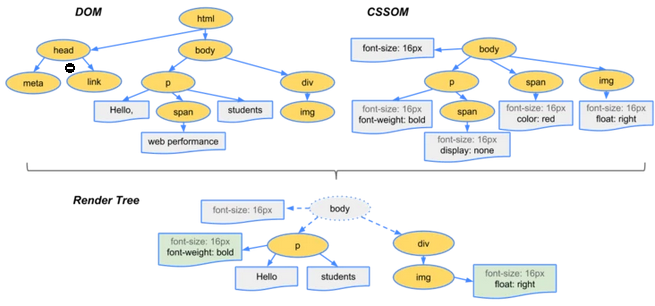 DOM
html
head
body
meta
link
p
div
Hello,
span
students
img
web performance
CSSOM
font-size: 16px
body
p
span
img
font-size: 16px
font-weight: bold
span
font-size: 16px
color: red
font-size: 16px
float: right
font-size: 16px
display: none
Render Tree
font-size: 16px
body
font-size: 16px
font-weight: bold
p
div
Hello
students
img
font-size: 16px
float: right